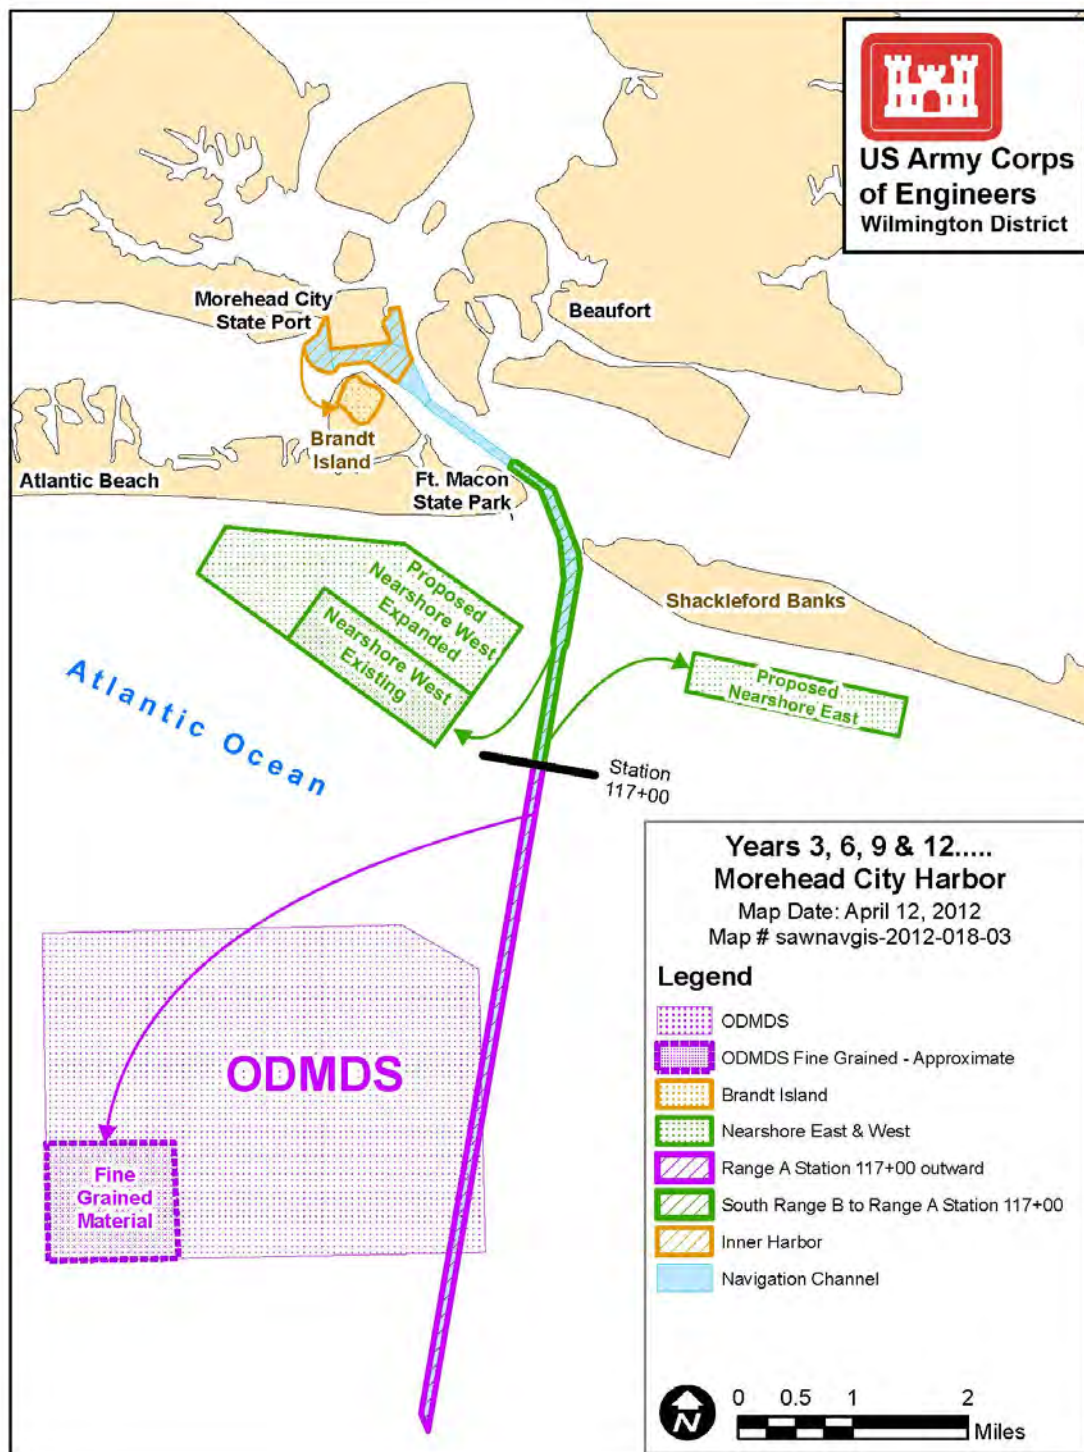 US Army Corps
of Engineers
Wilmington District
Morehead City
State Port
Beaufort
Brandt
Island
Atlantic Beach
Ft. Macon
State Park
Shackleford Banks
Proposed
Nearshore West
Expanded
Nearshore West
Existing
Proposed
Nearshore East
Atlantic Ocean
Station
117+00
ODMDS
Fine
Grained
Material
Years 3, 6, 9 & 12.....
Morehead City Harbor
Map Date: April 12, 2012
Map # sawnavgis-2012-018-03
Legend
ODMDS
ODMDS Fine Grained - Approximate
Brandt Island
Nearshore East & West
Range A Station 117+00 outward
South Range B to Range A Station 117+00
Inner Harbor
Navigation Channel
N
0 0.5 1 2
Miles